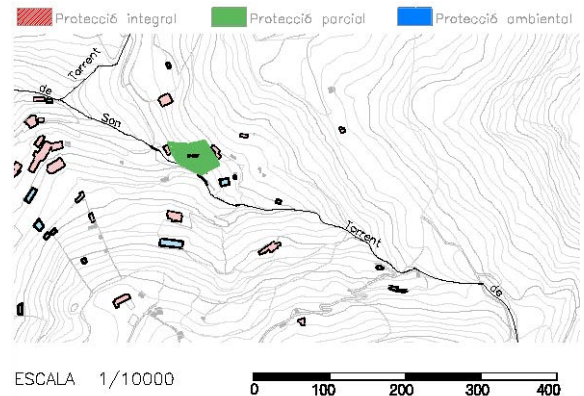 Protecció integral
Protecció parcial
Protecció ambiental
Torrent
de
Son
Torrent
de
ESCALA 1/10000
0 100 200 300 400